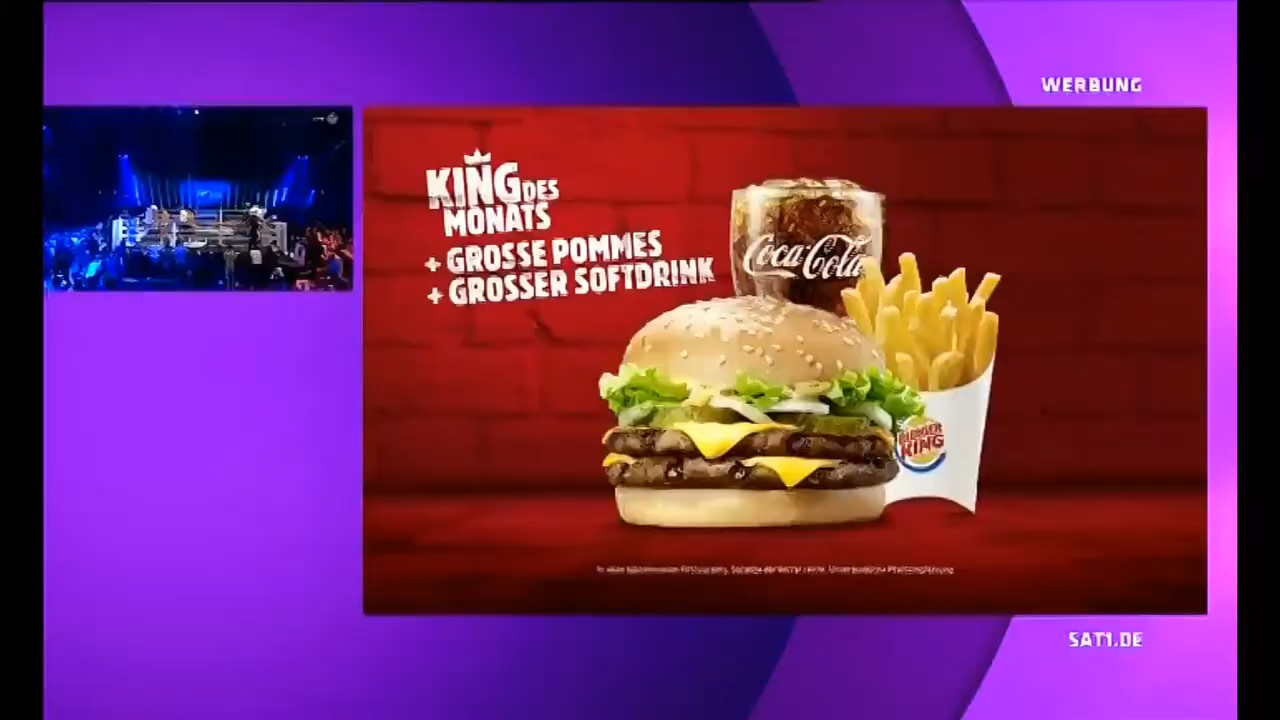 WERBUNG
KING DES
MONATS
+ GROSSE POMMES
+ GROSSER SOFTDRINK
Coca-Cola
BURGER
KING
SAT1.DE